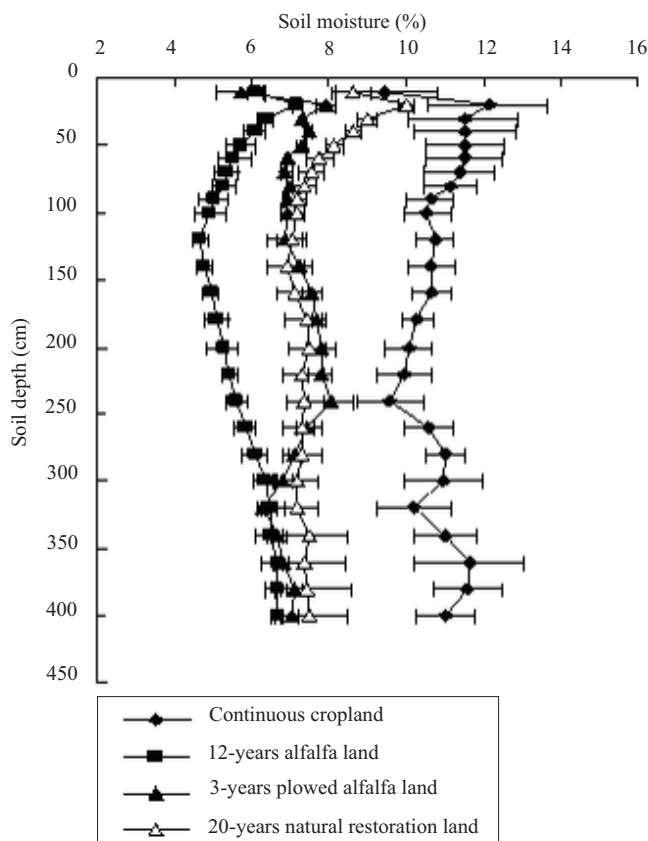 Soil moisture (%)
2 4 6 8 10 12 14 16
0
50
100
150
200
250
300
350
400
450
Soil depth (cm)
Continuous cropland
12-years alfalfa land
3-years plowed alfalfa land
20-years natural restoration land